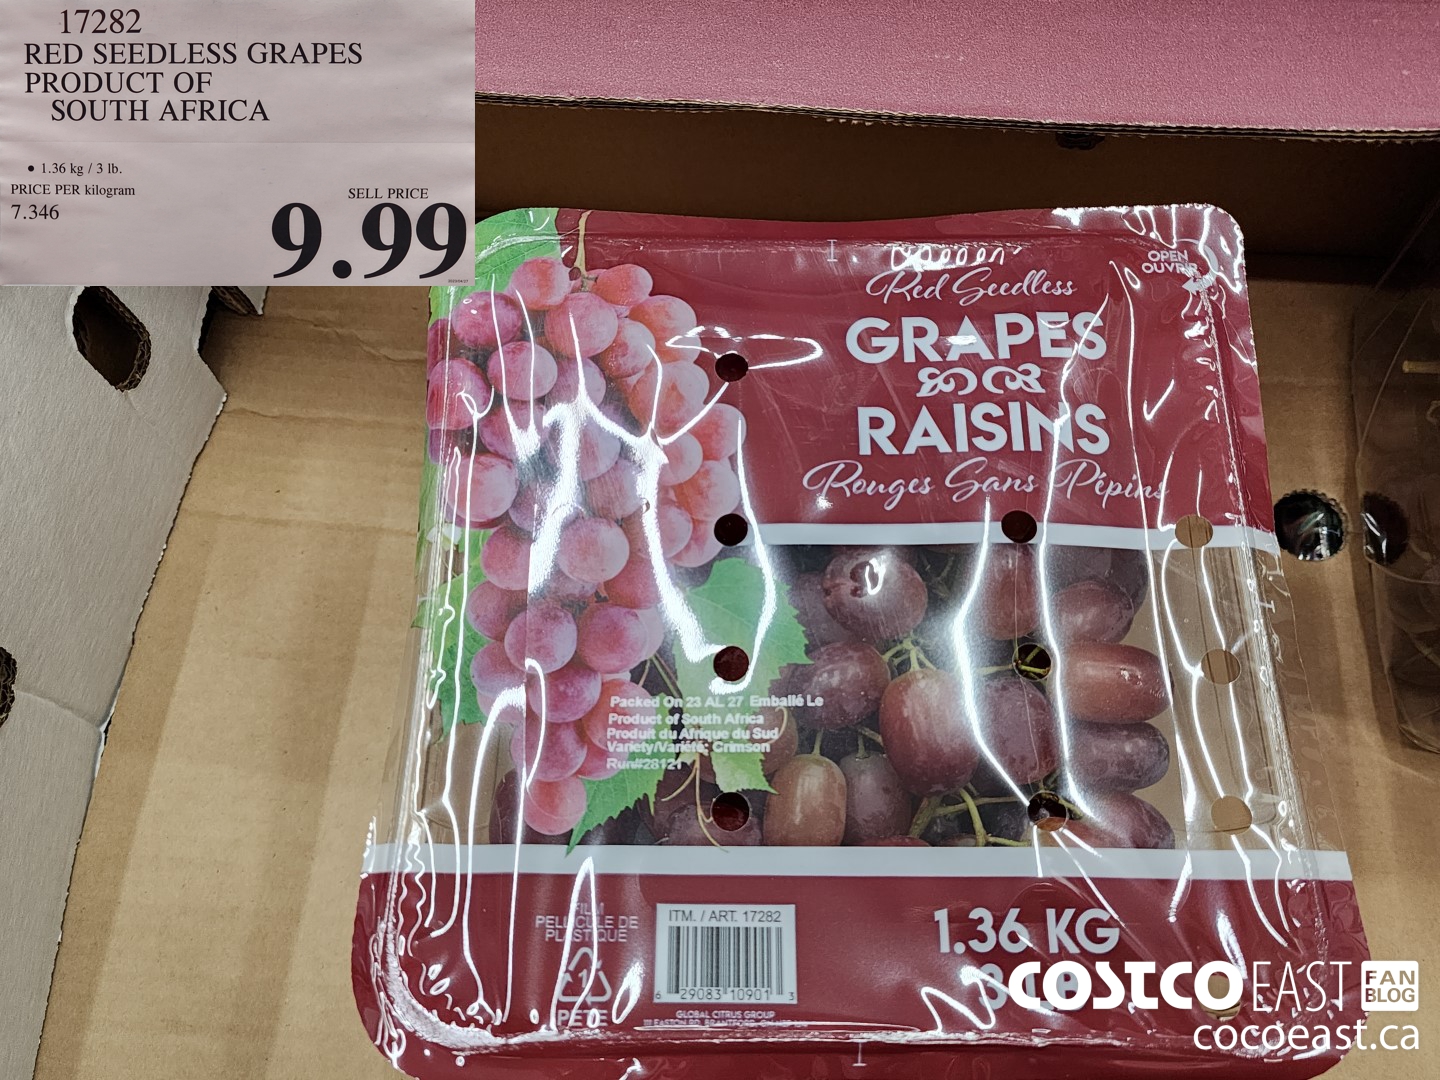 17282
RED SEEDLESS GRAPES
PRODUCT OF
SOUTH AFRICA
• 1.36 kg / 3 lb.
PRICE PER kilogram
7.346
SELL PRICE
9.99
OPEN
OUVRIR
Red Seedless
GRAPES
RAISINS
Rouges Sans Pépins
Packed On 23 AL 27 Emballé Le
Product of South Africa
Produit du Afrique du Sud
Variety/Variété: Crimson
Run#28121
FILM
PELLICULE DE
PLASTIQUE
1
PETE
ITM. / ART. 17282
6 29083 10901 3
GLOBAL CITRUS GROUP
1.36 KG
3 LB
COSTCO EAST FAN BLOG
cocoeast.ca